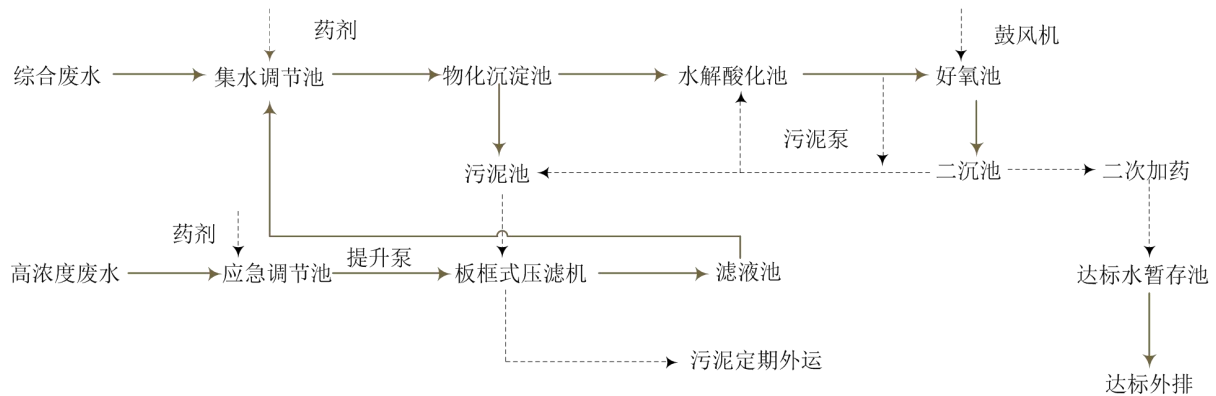 药剂
鼓风机
综合废水
集水调节池
物化沉淀池
水解酸化池
好氧池
污泥泵
污泥池
二沉池
二次加药
药剂
提升泵
高浓度废水
应急调节池
板框式压滤机
滤液池
达标水暂存池
污泥定期外运
达标外排